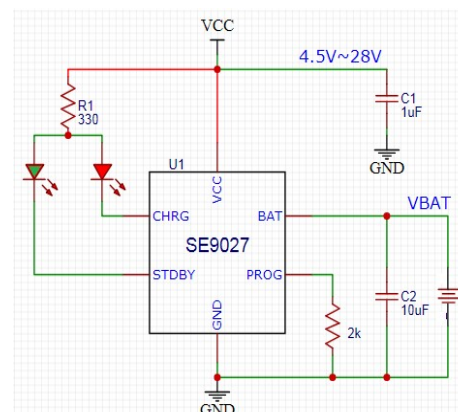 VCC
4.5V~28V
R1
330
C1
1uF
GND
U1
VCC
VBAT
CHRG
BAT
SE9027
STDBY
PROG
C2
10uF
GND
2k
GND